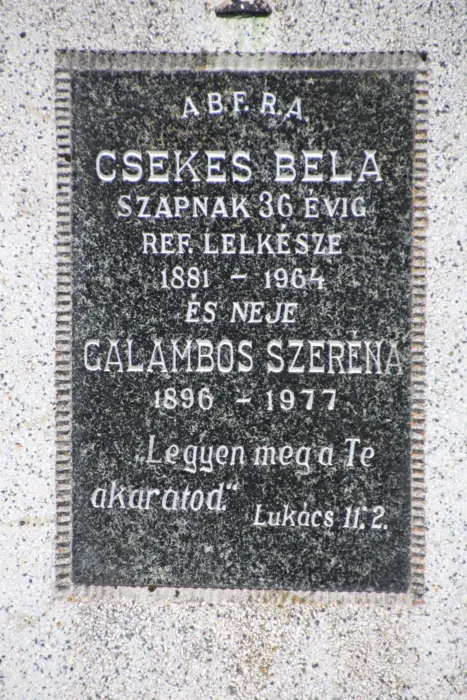 A B F. R. A.
CSEKES BELA
SZAPNAK 36 ÉVIG
REF. LELKÉSZE
1881 - 1964
ÉS NEJE
GALAMBOS SZERÉNA
1896 - 1977
„Legyen meg a Te
akaratod."
Lukács 11: 2.